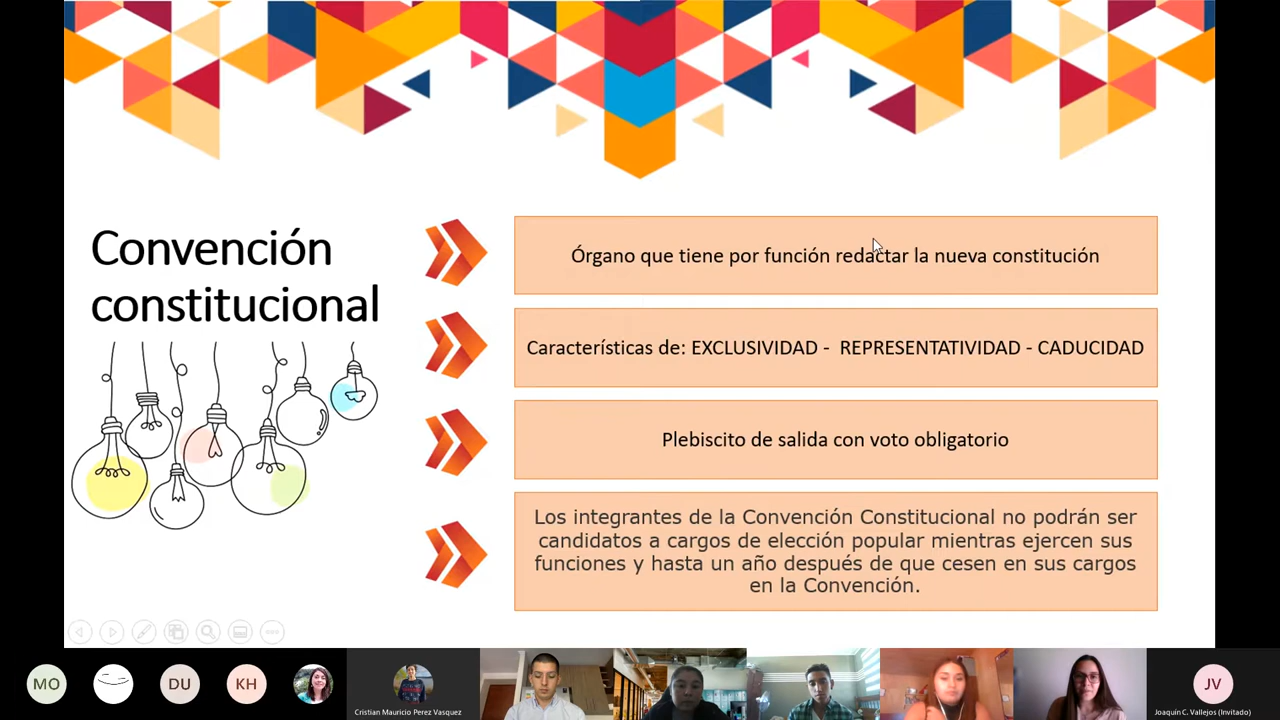 Convención
constitucional
Órgano que tiene por función redactar la nueva constitución
Características de: EXCLUSIVIDAD - REPRESENTATIVIDAD - CADUCIDAD
Plebiscito de salida con voto obligatorio
Los integrantes de la Convención Constitucional no podrán ser
candidatos a cargos de elección popular mientras ejercen sus
funciones y hasta un año después de que cesen en sus cargos
en la Convención.
MO
DU
KH
Cristian Mauricio Perez Vasquez
JV
Joaquín C. Vallejos (Invitado)